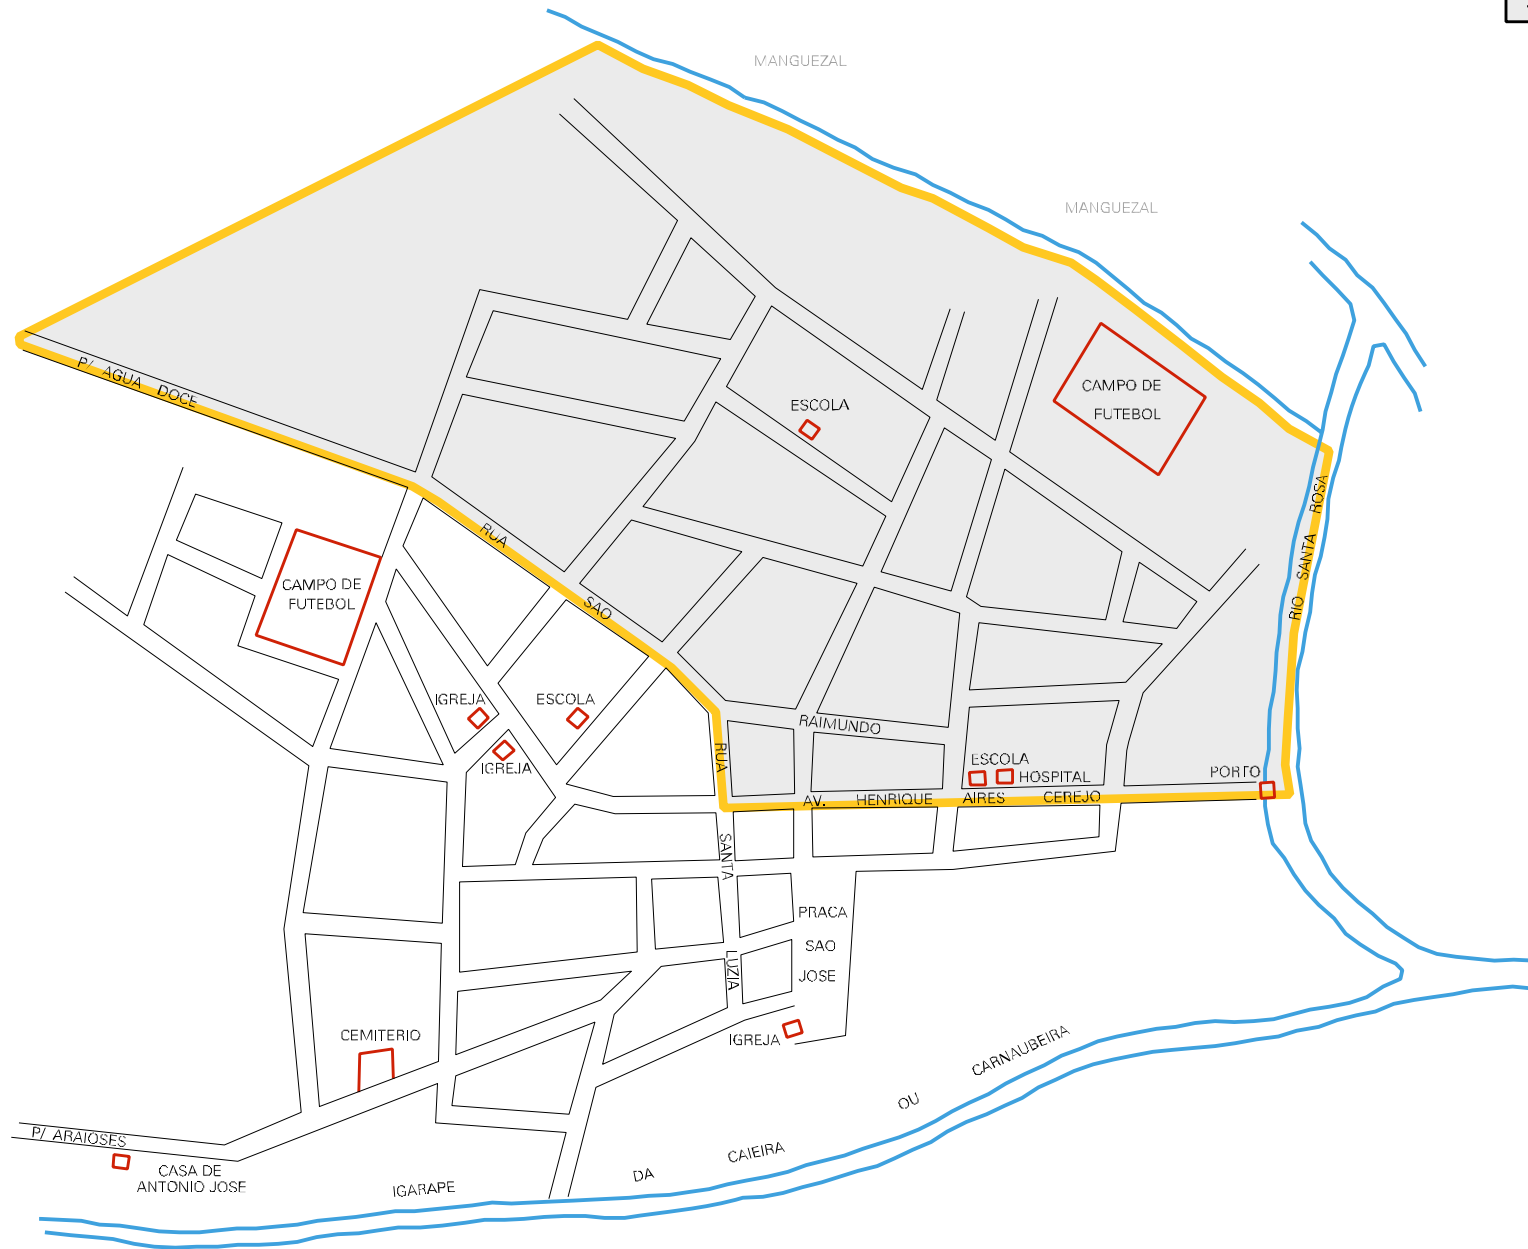 MANGUEZAL
MANGUEZAL
P/ AGUA DOCE
CAMPO DE
FUTEBOL
ESCOLA
RIO SANTA ROSA
RUA SAO RAIMUNDO
CAMPO DE
FUTEBOL
IGREJA
ESCOLA
IGREJA
RUA SANTA LUZIA
ESCOLA
HOSPITAL
PORTO
AV. HENRIQUE AIRES CEREJO
PRACA
SAO
JOSE
IGREJA
CEMITERIO
P/ ARAIOSES
CASA DE
ANTONIO JOSE
IGARAPE DA CAIEIRA OU CARNAUBEIRA